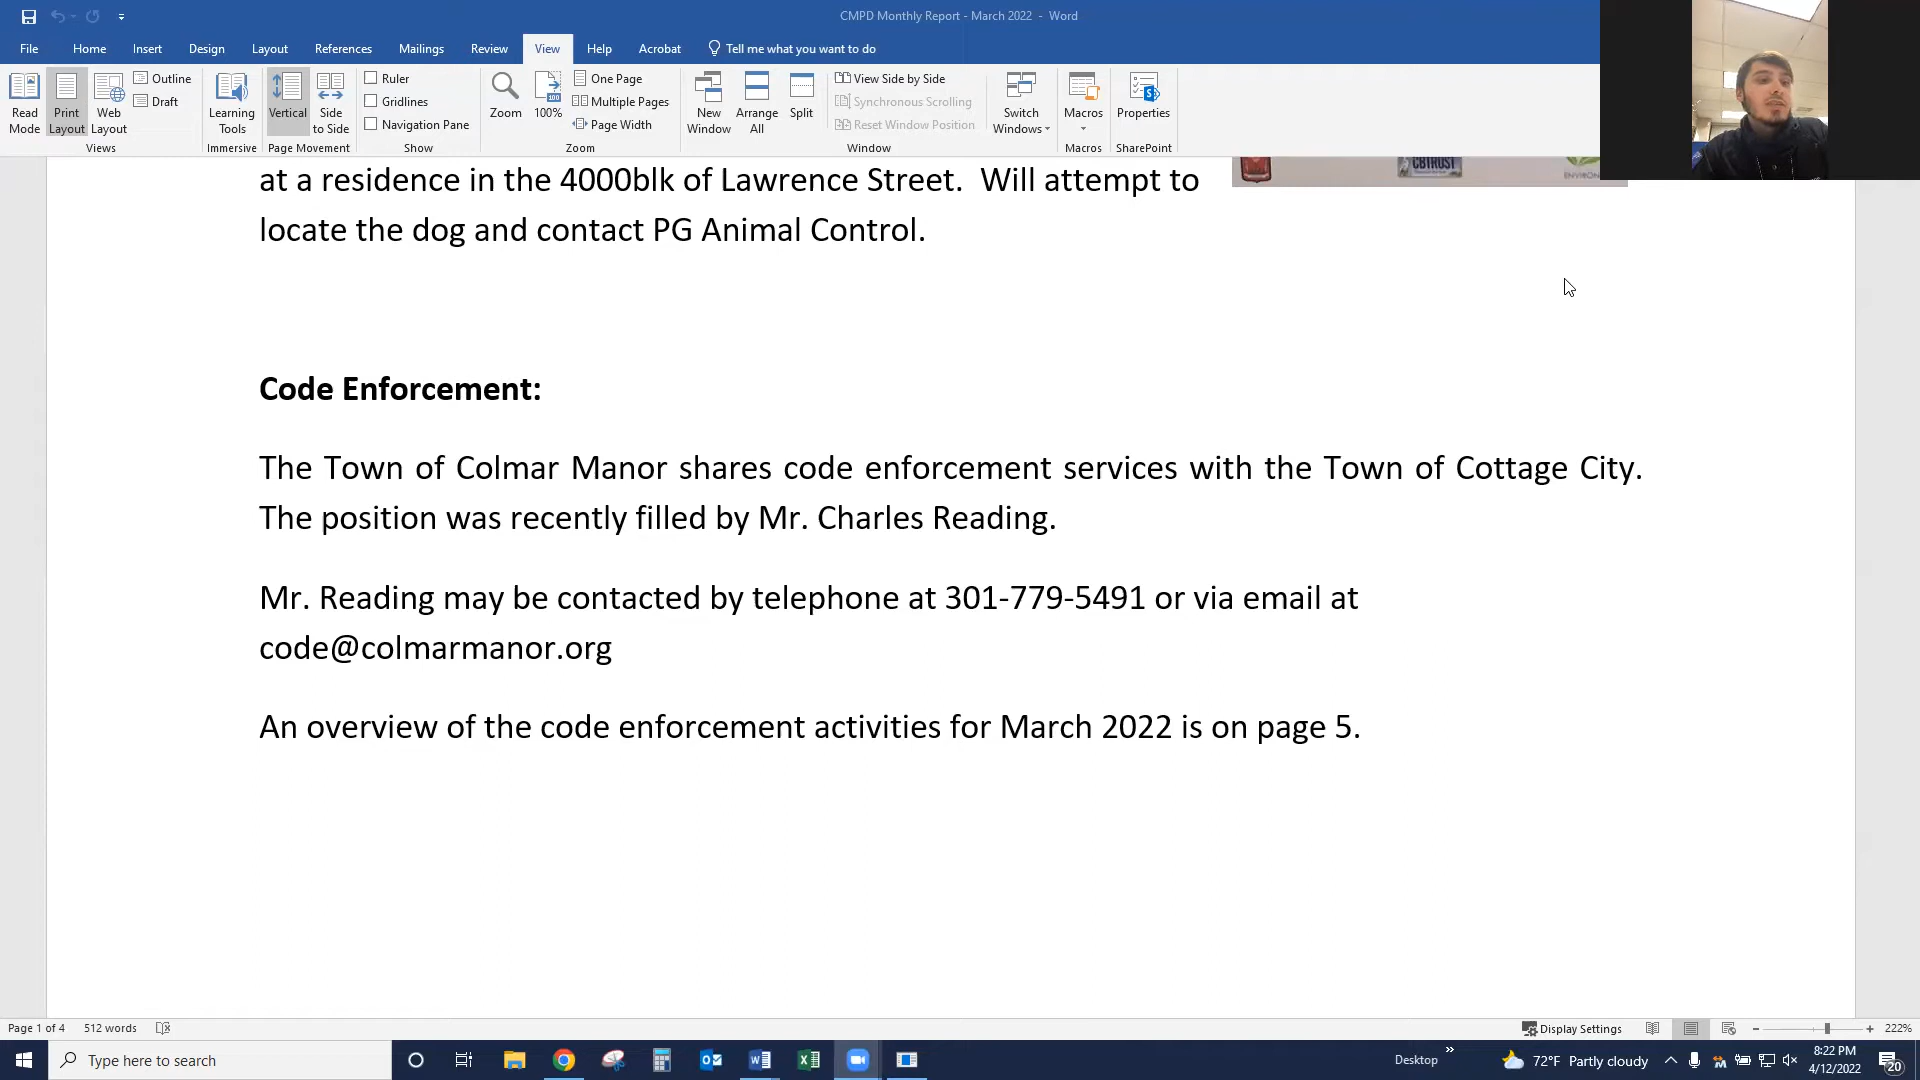 CMPD Monthly Report - March 2022 - Word
File Home Insert Design Layout References Mailings Review View Help Acrobat Tell me what you want to do
Read Mode
Print Layout
Web Layout
Outline
Draft
Views
Learning Tools
Immersive
Vertical
Side to Side
Page Movement
Ruler
Gridlines
Navigation Pane
Show
Zoom
100%
One Page
Multiple Pages
Page Width
Zoom
New Window
Arrange All
Split
View Side by Side
Synchronous Scrolling
Reset Window Position
Window
Switch Windows
Macros
Macros
Properties
SharePoint
CBTRUST
ENVIRON
at a residence in the 4000blk of Lawrence Street. Will attempt to
locate the dog and contact PG Animal Control.
Code Enforcement:
The Town of Colmar Manor shares code enforcement services with the Town of Cottage City.
The position was recently filled by Mr. Charles Reading.
Mr. Reading may be contacted by telephone at 301-779-5491 or via email at
code@colmarmanor.org
An overview of the code enforcement activities for March 2022 is on page 5.
Page 1 of 4 512 words Display Settings 222%
Type here to search
Desktop
72°F Partly cloudy
8:22 PM
4/12/2022
20